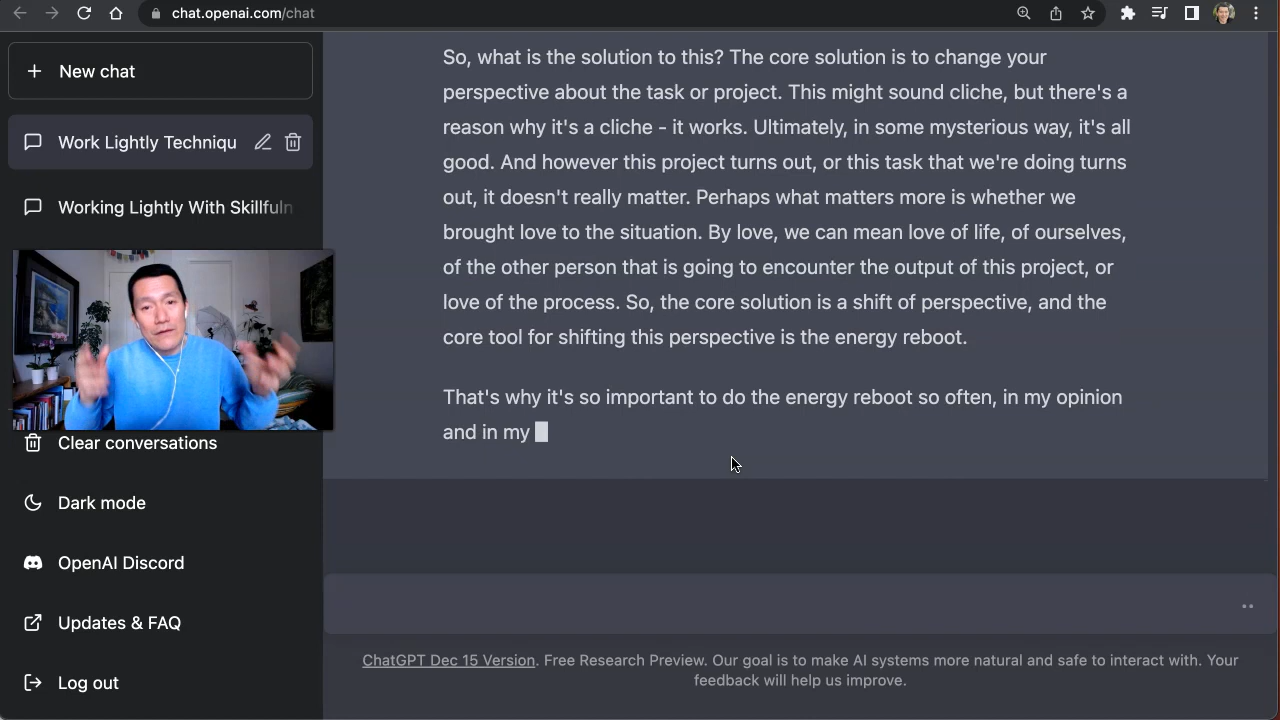 chat.openai.com/chat
New chat
Work Lightly Techniqu
Working Lightly With Skillfuln
Clear conversations
Dark mode
OpenAI Discord
Updates & FAQ
Log out
So, what is the solution to this? The core solution is to change your
perspective about the task or project. This might sound cliche, but there's a
reason why it's a cliche - it works. Ultimately, in some mysterious way, it's all
good. And however this project turns out, or this task that we're doing turns
out, it doesn't really matter. Perhaps what matters more is whether we
brought love to the situation. By love, we can mean love of life, of ourselves,
of the other person that is going to encounter the output of this project, or
love of the process. So, the core solution is a shift of perspective, and the
core tool for shifting this perspective is the energy reboot.
That's why it's so important to do the energy reboot so often, in my opinion
and in my
ChatGPT Dec 15 Version. Free Research Preview. Our goal is to make AI systems more natural and safe to interact with. Your
feedback will help us improve.